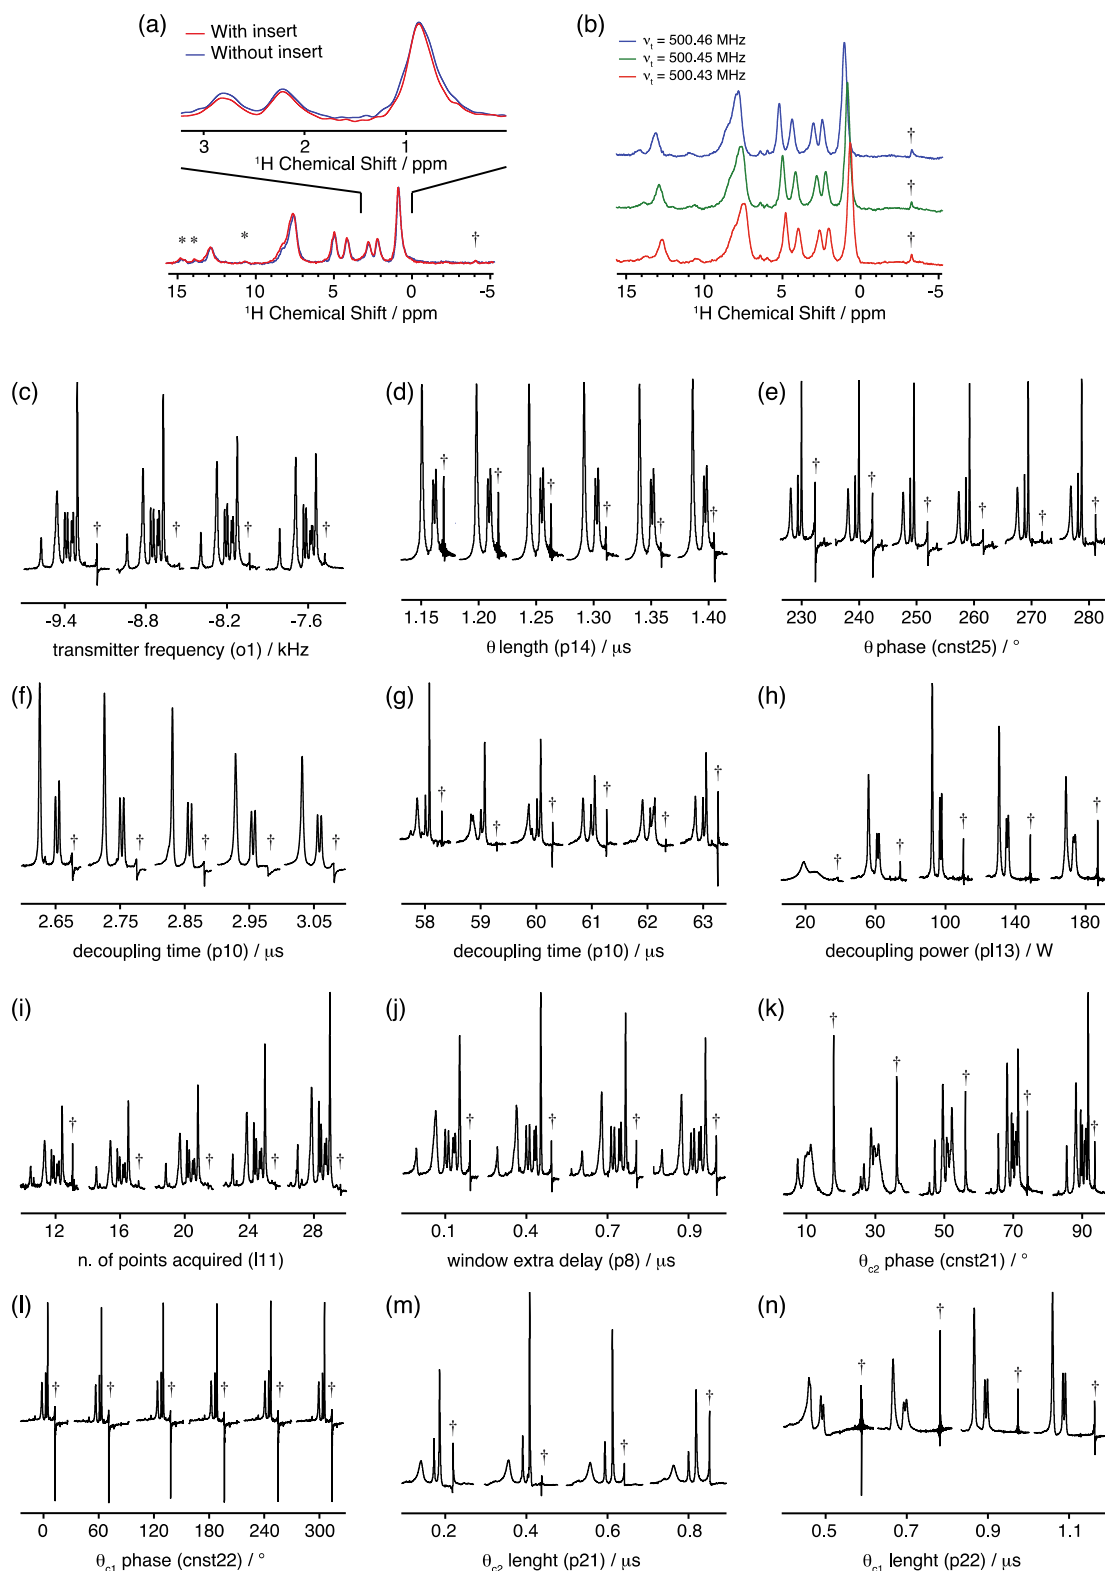 (a)
With insert
Without insert
3 2 1
¹H Chemical Shift / ppm
* * * †
15 10 5 0 -5
¹H Chemical Shift / ppm
(b)
νt = 500.46 MHz
νt = 500.45 MHz
νt = 500.43 MHz
†
†
†
15 10 5 0 -5
¹H Chemical Shift / ppm
(c)
† † † †
-9.4 -8.8 -8.2 -7.6
transmitter frequency (o1) / kHz
(d)
† † † † † †
1.15 1.20 1.25 1.30 1.35 1.40
θ length (p14) / μs
(e)
† † † † † †
230 240 250 260 270 280
θ phase (cnst25) / °
(f)
† † † † †
2.65 2.75 2.85 2.95 3.05
decoupling time (p10) / μs
(g)
† † † † † †
58 59 60 61 62 63
decoupling time (p10) / μs
(h)
† † † † †
20 60 100 140 180
decoupling power (pl13) / W
(i)
† † † † †
12 16 20 24 28
n. of points acquired (l11)
(j)
† † † †
0.1 0.4 0.7 0.9
window extra delay (p8) / μs
(k)
† † † † †
10 30 50 70 90
θc2 phase (cnst21) / °
(l)
† † † † † †
0 60 120 180 240 300
θc1 phase (cnst22) / °
(m)
† † † †
0.2 0.4 0.6 0.8
θc2 lenght (p21) / μs
(n)
† † † †
0.5 0.7 0.9 1.1
θc1 lenght (p22) / μs